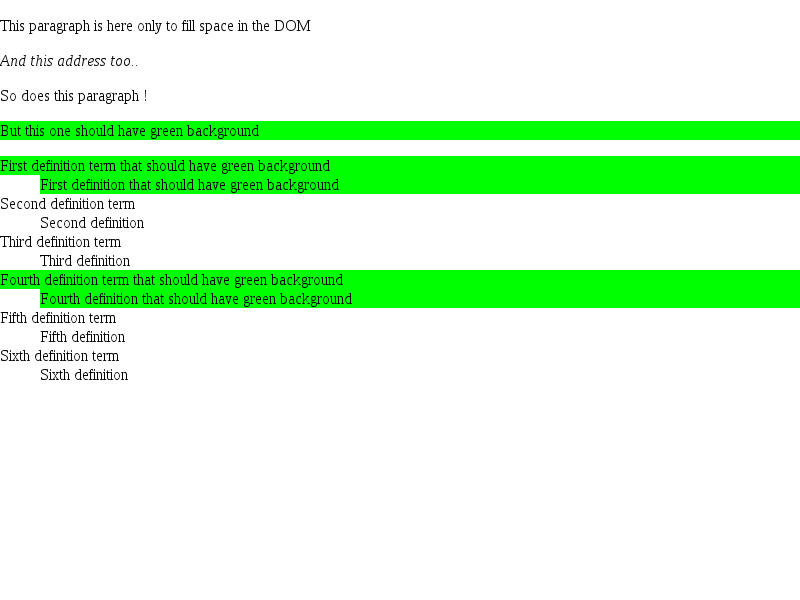 This paragraph is here only to fill space in the DOM
And this address too..
So does this paragraph !
But this one should have green background
First definition term that should have green background
First definition that should have green background
Second definition term
Second definition
Third definition term
Third definition
Fourth definition term that should have green background
Fourth definition that should have green background
Fifth definition term
Fifth definition
Sixth definition term
Sixth definition